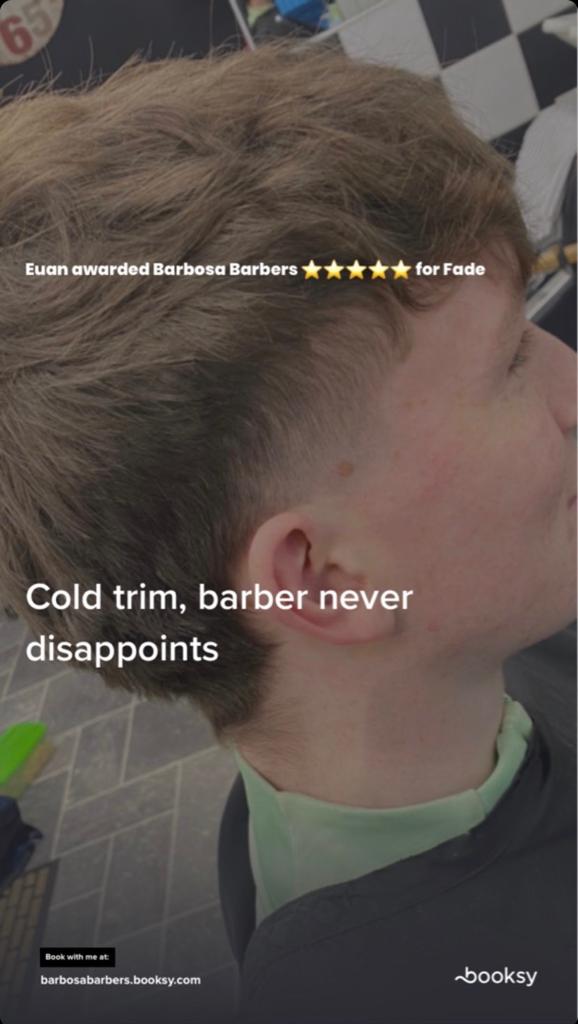 65
Euan awarded Barbosa Barbers ⭐⭐⭐⭐⭐ for Fade
Cold trim, barber never
disappoints
Book with me at:
barbosabarbers.booksy.com
booksy